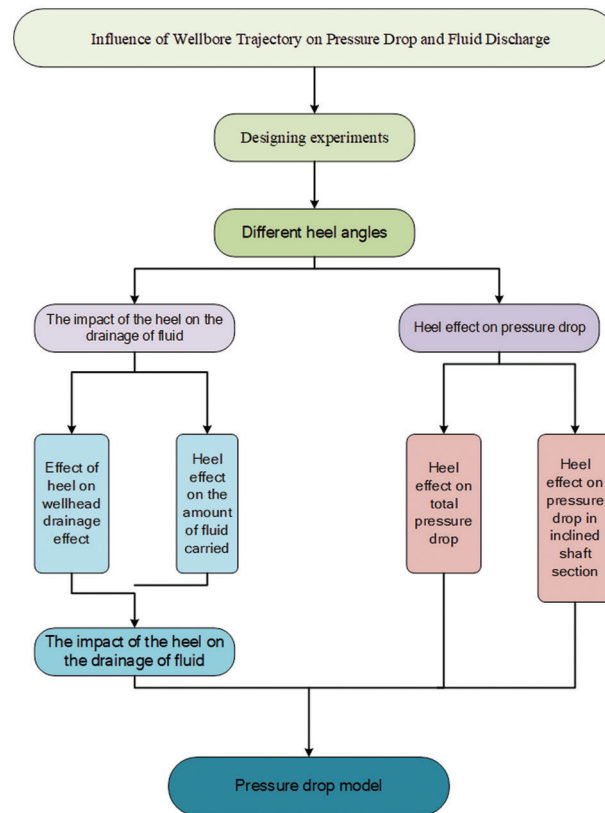 Influence of Wellbore Trajectory on Pressure Drop and Fluid Discharge
Designing experiments
Different heel angles
The impact of the heel on the
drainage of fluid
Heel effect on pressure drop
Effect of
heel on
wellhead
drainage
effect
Heel
effect on
the
amount
of fluid
carried
Heel
effect on
total
pressure
drop
Heel
effect on
pressure
drop in
inclined
shaft
section
The impact of the heel on
the drainage of fluid
Pressure drop model